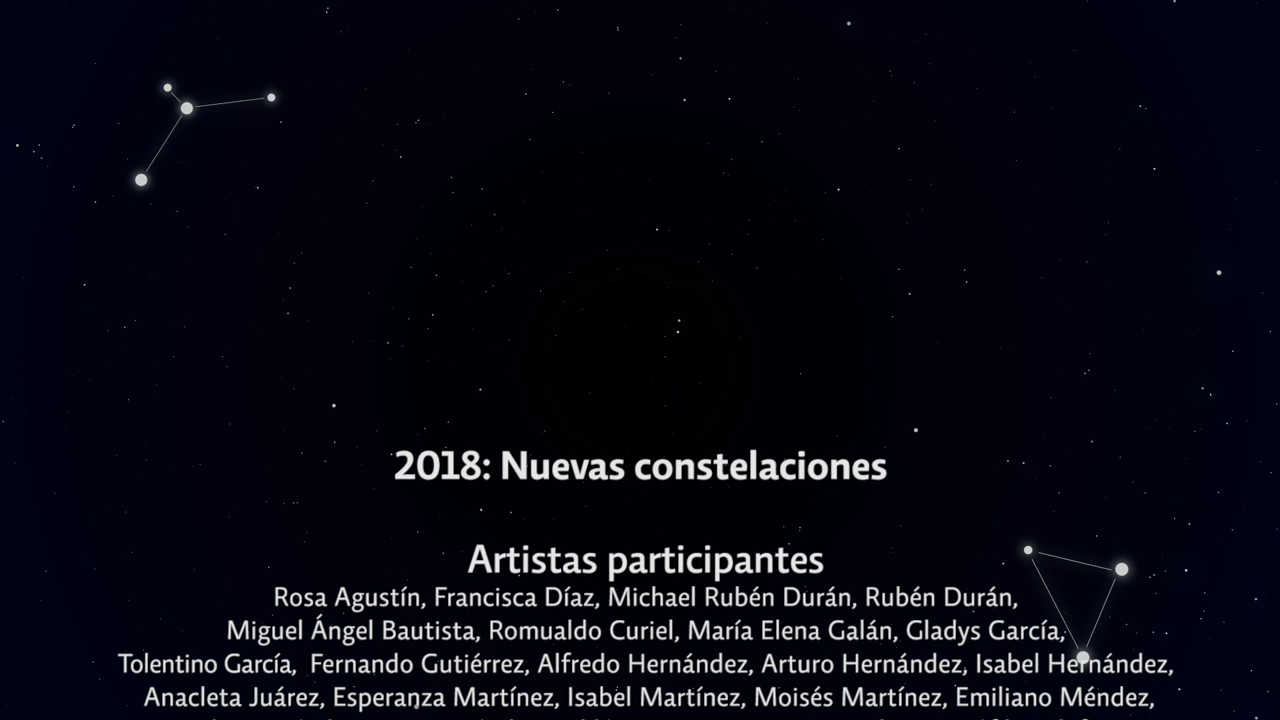 2018: Nuevas constelaciones
Artistas participantes
Rosa Agustín, Francisca Díaz, Michael Rubén Durán, Rubén Durán,
Miguel Ángel Bautista, Romualdo Curiel, María Elena Galán, Gladys García,
Tolentino García, Fernando Gutiérrez, Alfredo Hernández, Arturo Hernández, Isabel Hernández,
Anacleta Juárez, Esperanza Martínez, Isabel Martínez, Moisés Martínez, Emiliano Méndez,